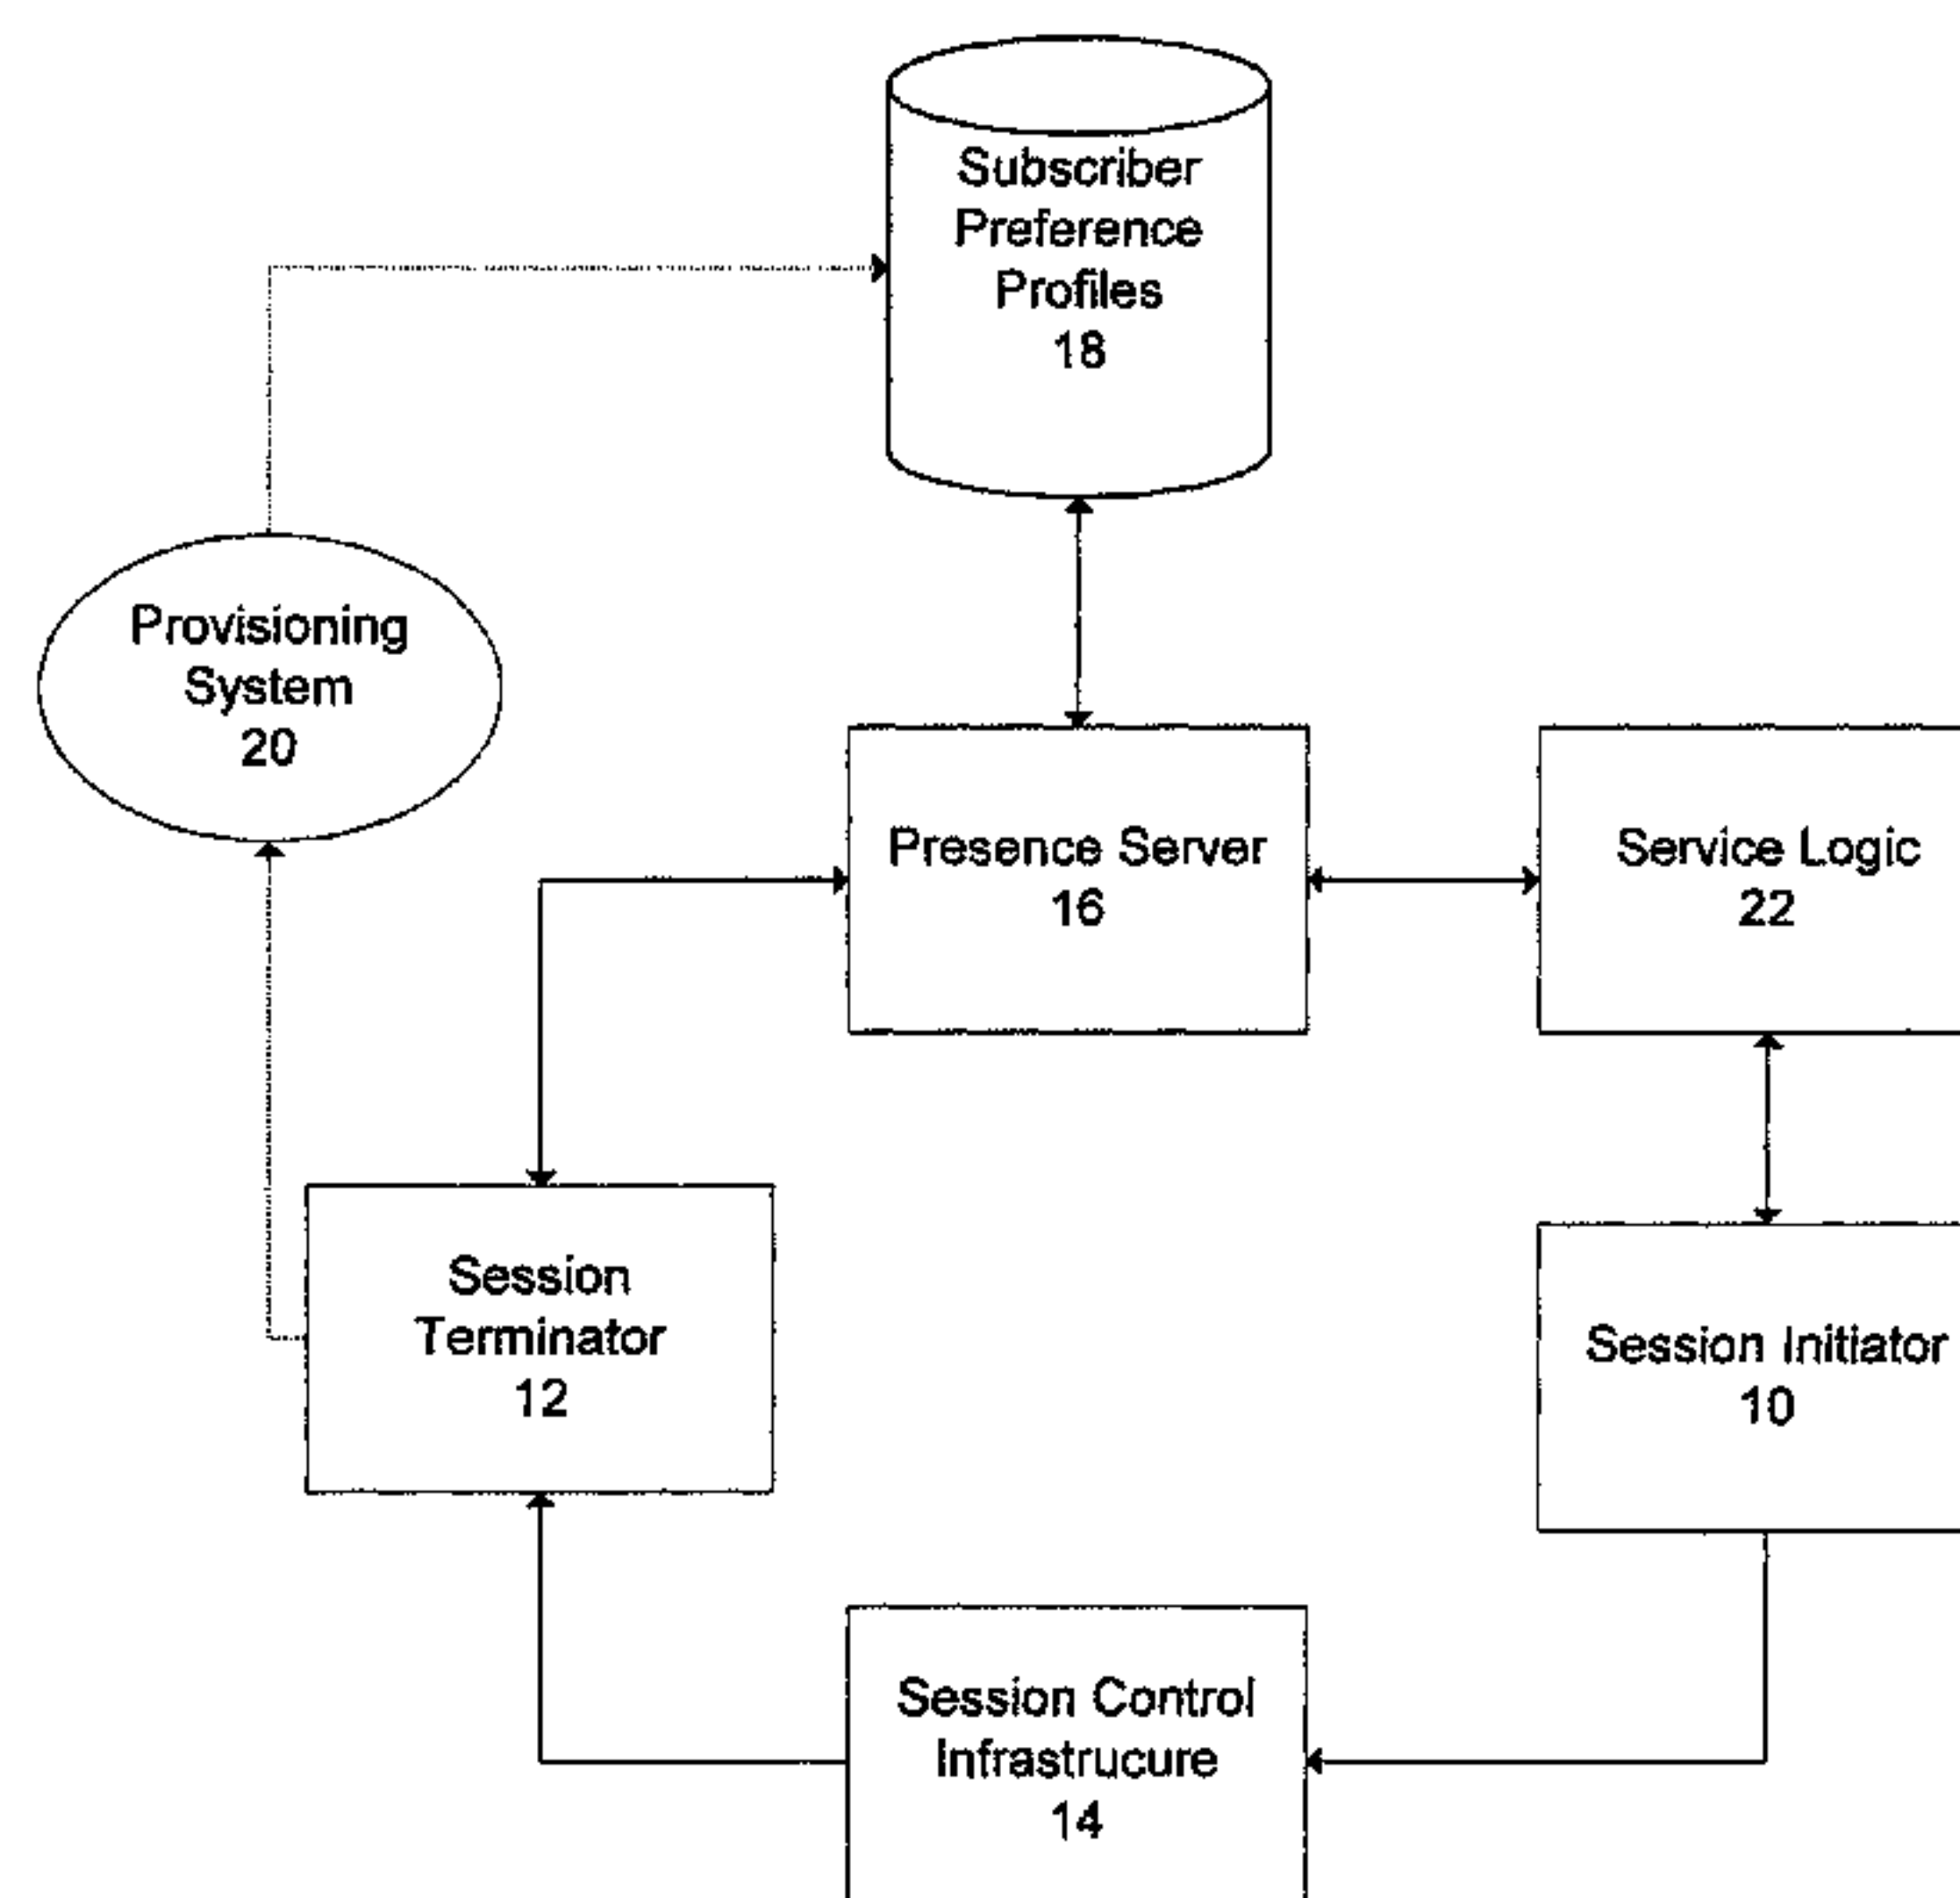 Subscriber
Preference
Profiles
18
Provisioning
System
20
Presence Server
16
Service Logic
22
Session
Terminator
12
Session Initiator
10
Session Control
Infrastrucure
14